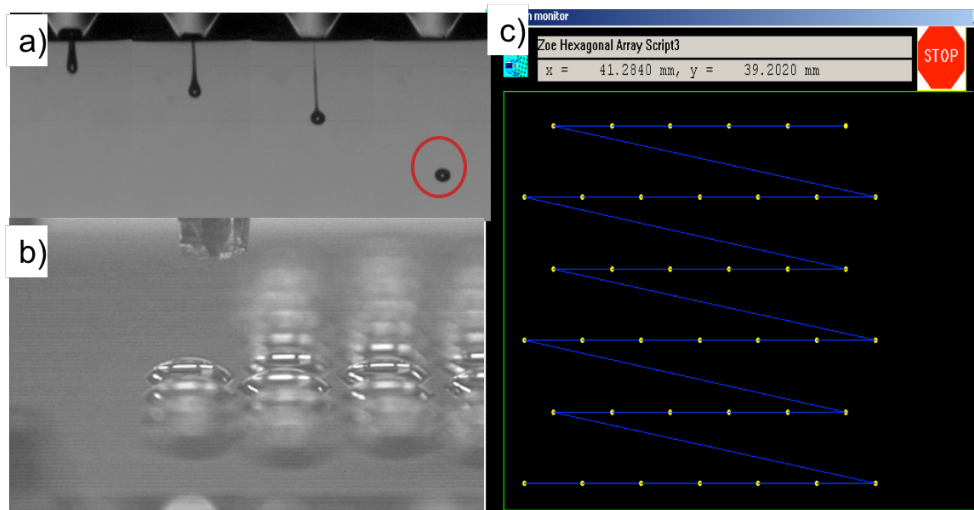 a)
b)
c)
n monitor
Zoe Hexagonal Array Script3
x = 41.2840 mm, y = 39.2020 mm
STOP